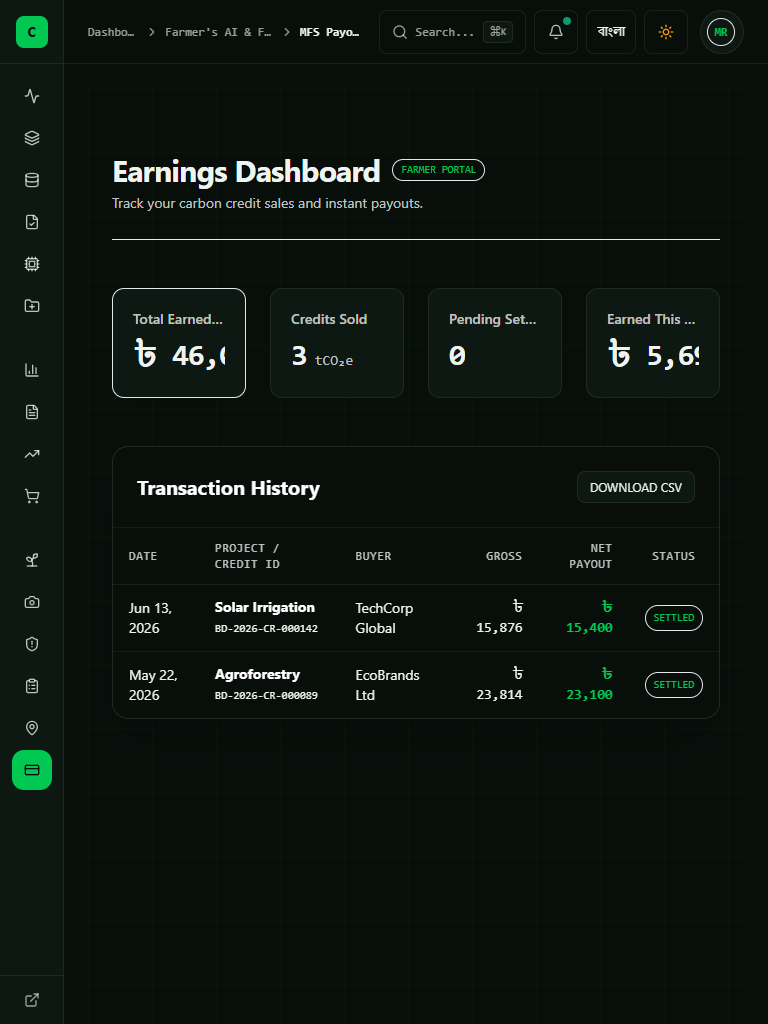 C
Dashbo… > Farmer's AI & F… > MFS Payo…
Search... ⌘K
বাংলা
MR
Earnings Dashboard
FARMER PORTAL
Track your carbon credit sales and instant payouts.
Total Earned…
৳ 46,
Credits Sold
3 tCO₂e
Pending Set…
0
Earned This …
৳ 5,69
Transaction History
DOWNLOAD CSV
DATE
PROJECT /
CREDIT ID
BUYER
GROSS
NET
PAYOUT
STATUS
Jun 13,
2026
Solar Irrigation
BD-2026-CR-000142
TechCorp
Global
৳
15,876
৳
15,400
SETTLED
May 22,
2026
Agroforestry
BD-2026-CR-000089
EcoBrands
Ltd
৳
23,814
৳
23,100
SETTLED